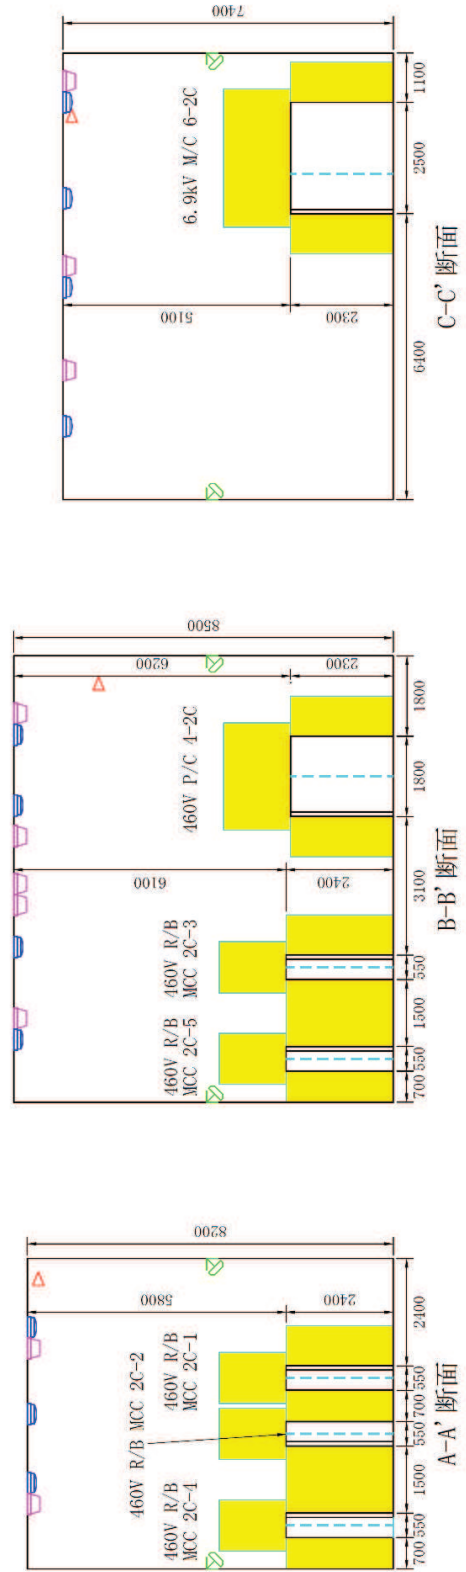 8200
5800
460V R/B MCC 2C-2
460V R/B
MCC 2C-4
460V R/B
MCC 2C-1
2400
700 550 1500 550 700 550 2400
A-A' 断面
8500
6200
6100
460V R/B
MCC 2C-5
460V R/B
MCC 2C-3
460V P/C 4-2C
2400
2300
700 550 1500 550 3100 1800 1800
B-B' 断面
7400
5100
6.9kV M/C 6-2C
2300
6400 2500 1100
C-C' 断面